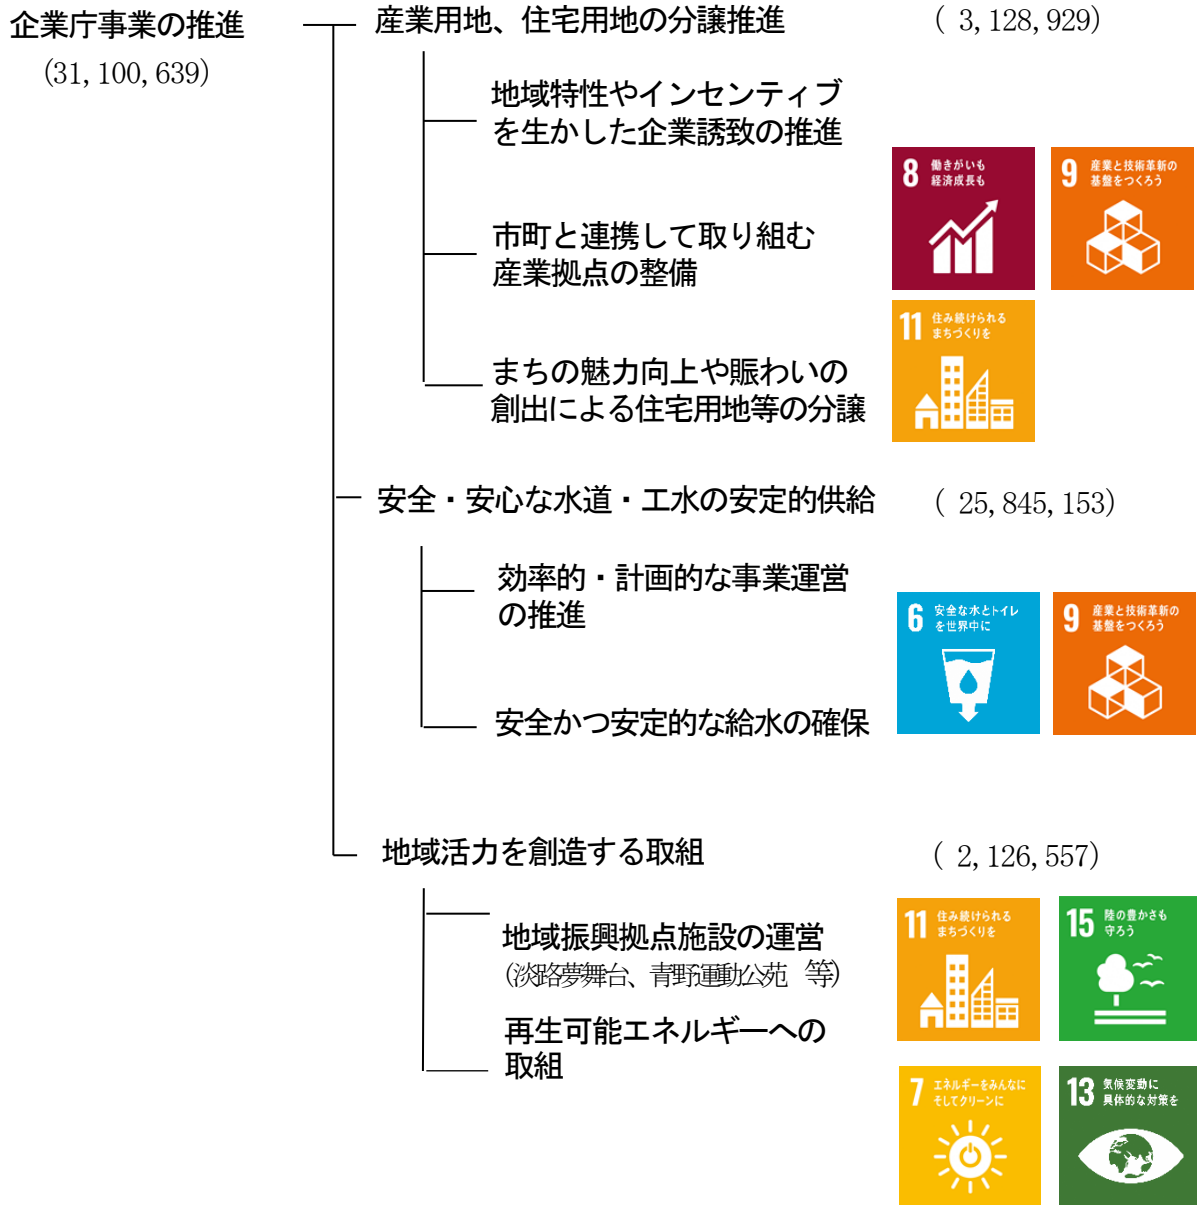 企業庁事業の推進
(31,100,639)
産業用地、住宅用地の分譲推進
( 3,128,929)
地域特性やインセンティブ
を生かした企業誘致の推進
市町と連携して取り組む
産業拠点の整備
まちの魅力向上や賑わいの
創出による住宅用地等の分譲
8 働きがいも
経済成長も
9 産業と技術革新の
基盤をつくろう
11 住み続けられる
まちづくりを
安全・安心な水道・工水の安定的供給
( 25,845,153)
効率的・計画的な事業運営
の推進
安全かつ安定的な給水の確保
6 安全な水とトイレ
を世界中に
9 産業と技術革新の
基盤をつくろう
地域活力を創造する取組
( 2,126,557)
地域振興拠点施設の運営
(淡路夢舞台、青野運動公苑 等)
再生可能エネルギーへの
取組
11 住み続けられる
まちづくりを
15 陸の豊かさも
守ろう
7 エネルギーをみんなに
そしてクリーンに
13 気候変動に
具体的な対策を